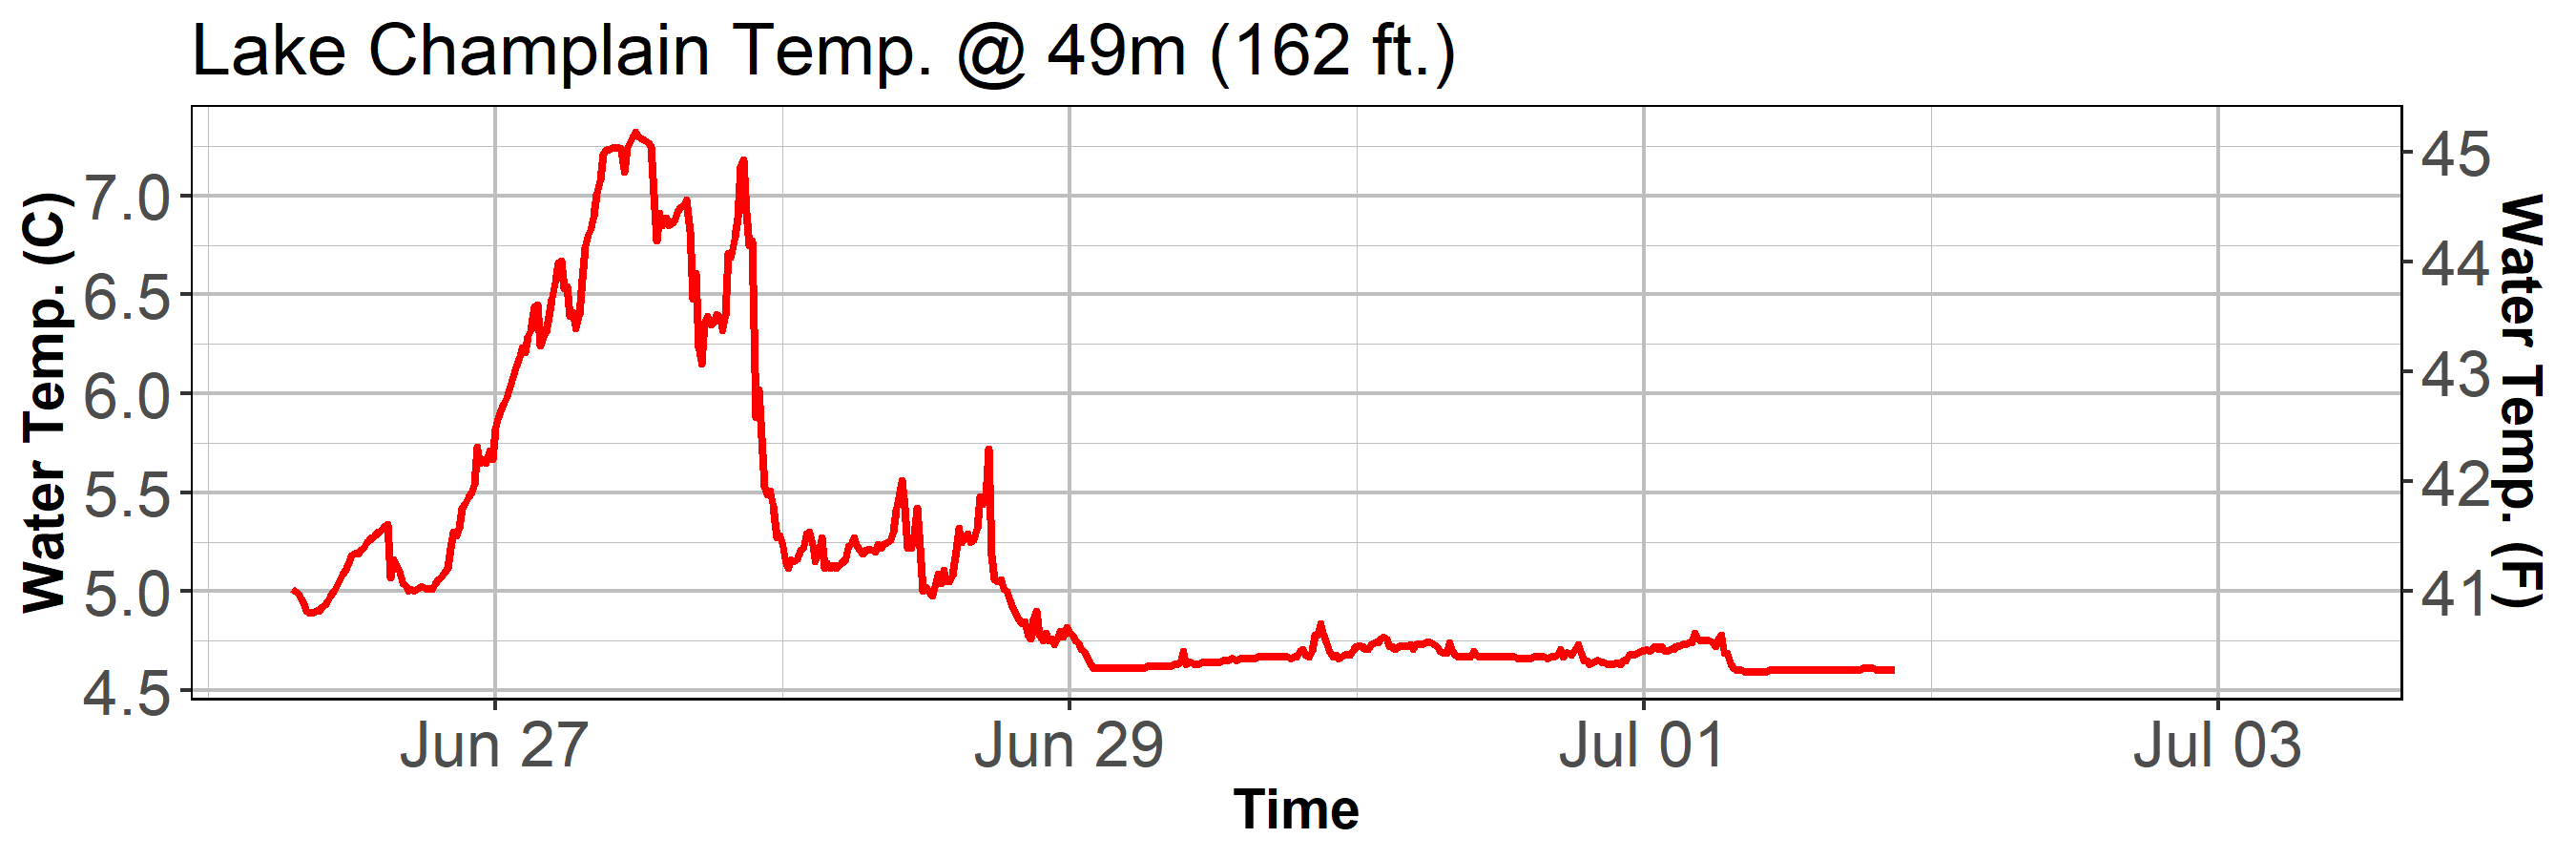 Lake Champlain Temp. @ 49m (162 ft.)
Water Temp. (C)
7.0
6.5
6.0
5.5
5.0
4.5
45
44
43
42
41
Water Temp. (F)
Jun 27 Jun 29 Jul 01 Jul 03
Time